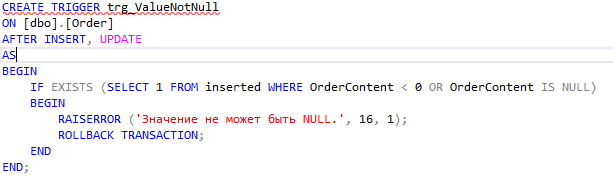 CREATE TRIGGER trg_ValueNotNull
ON [dbo].[Order]
AFTER INSERT, UPDATE
AS
BEGIN
IF EXISTS (SELECT 1 FROM inserted WHERE OrderContent < 0 OR OrderContent IS NULL)
BEGIN
RAISERROR ('Значение не может быть NULL.', 16, 1);
ROLLBACK TRANSACTION;
END
END;